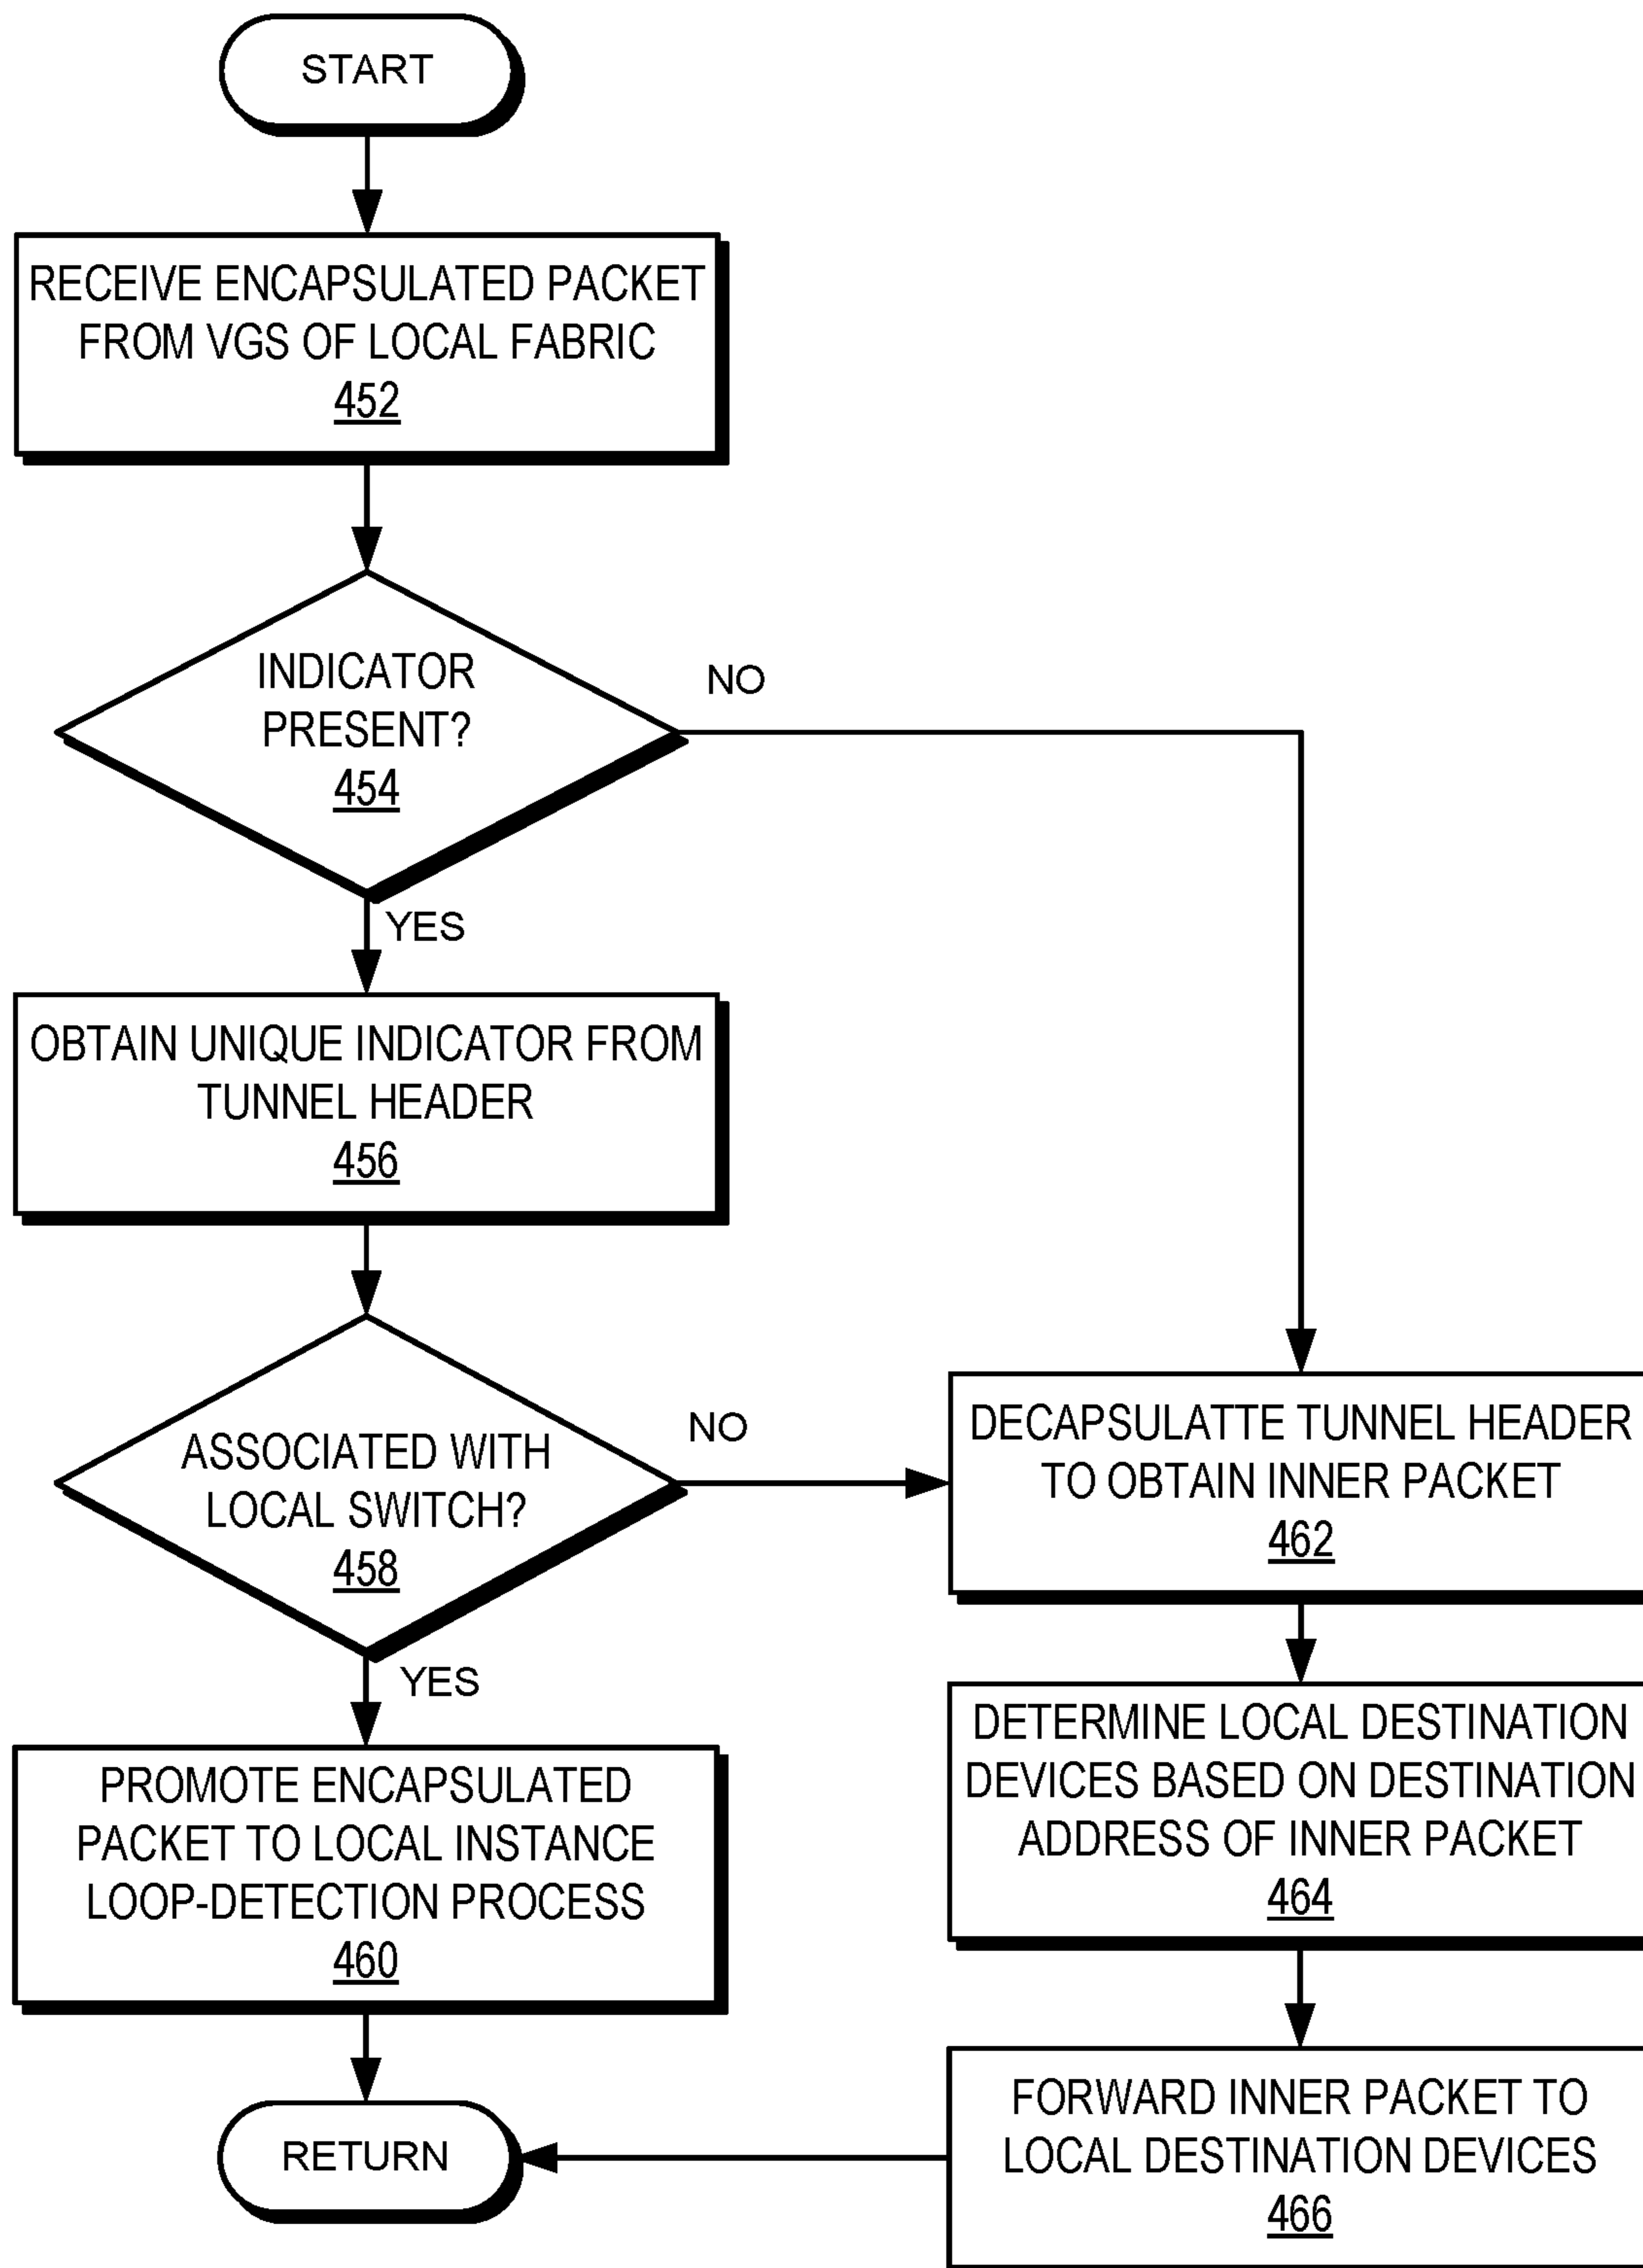 START
RECEIVE ENCAPSULATED PACKET
FROM VGS OF LOCAL FABRIC
452
INDICATOR
PRESENT?
454
NO
YES
OBTAIN UNIQUE INDICATOR FROM
TUNNEL HEADER
456
ASSOCIATED WITH
LOCAL SWITCH?
458
NO
YES
PROMOTE ENCAPSULATED
PACKET TO LOCAL INSTANCE
LOOP-DETECTION PROCESS
460
DECAPSULATTE TUNNEL HEADER
TO OBTAIN INNER PACKET
462
DETERMINE LOCAL DESTINATION
DEVICES BASED ON DESTINATION
ADDRESS OF INNER PACKET
464
FORWARD INNER PACKET TO
LOCAL DESTINATION DEVICES
466
RETURN